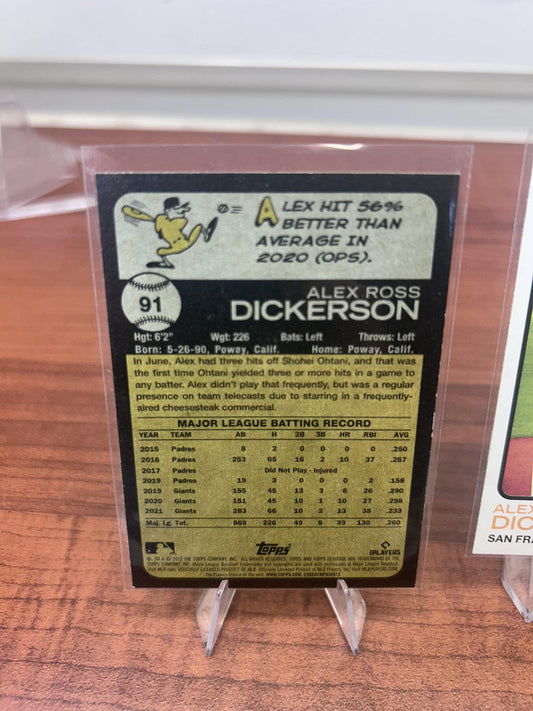 ALEX HIT 56%
BETTER THAN
AVERAGE IN
2020 (OPS).
91
ALEX ROSS
DICKERSON
Hgt: 6'2" Wgt: 226 Bats: Left Throws: Left
Born: 5-26-90, Poway, Calif. Home: Poway, Calif.
In June, Alex had three hits off Shohei Ohtani, and that was
the first time Ohtani yielded three or more hits in a game to
any batter. Alex didn't play that frequently, but was a regular
presence on team telecasts due to starring in a frequently-
aired cheesesteak commercial.
MAJOR LEAGUE BATTING RECORD
YEAR TEAM AB H 2B 3B HR RBI AVG
2015 Padres 8 2 0 0 0 0 .250
2016 Padres 253 65 16 2 10 37 .257
2017 Padres Did Not Play - Injured
2019 Padres 19 3 0 0 0 2 .158
2019 Giants 155 45 13 3 6 26 .290
2020 Giants 151 45 10 1 10 27 .298
2021 Giants 283 66 10 2 13 38 .233
Maj. Lg. Tot. 869 226 49 8 39 130 .260
Topps
PLAYERS
ALEX
DIC
SAN FRA